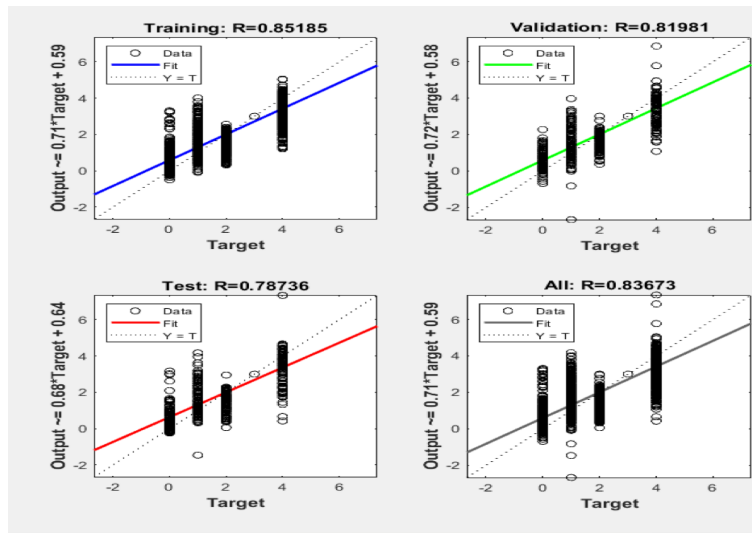 Training: R=0.85185
Output ~= 0.71*Target + 0.59
6
4
2
0
-2
Data
Fit
Y = T
-2 0 2 4 6
Target
Validation: R=0.81981
Output ~= 0.72*Target + 0.58
6
4
2
0
-2
Data
Fit
Y = T
-2 0 2 4 6
Target
Test: R=0.78736
Output ~= 0.68*Target + 0.64
6
4
2
0
-2
Data
Fit
Y = T
-2 0 2 4 6
Target
All: R=0.83673
Output ~= 0.71*Target + 0.59
6
4
2
0
-2
Data
Fit
Y = T
-2 0 2 4 6
Target